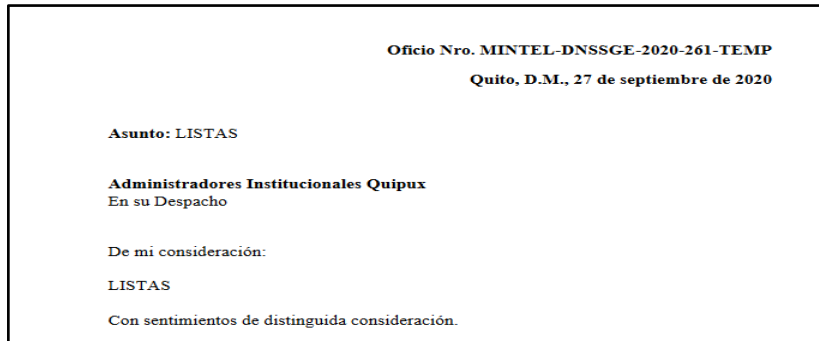 Oficio Nro. MINTEL-DNSSGE-2020-261-TEMP
Quito, D.M., 27 de septiembre de 2020
Asunto: LISTAS
Administradores Institucionales Quipux
En su Despacho
De mi consideración:
LISTAS
Con sentimientos de distinguida consideración.